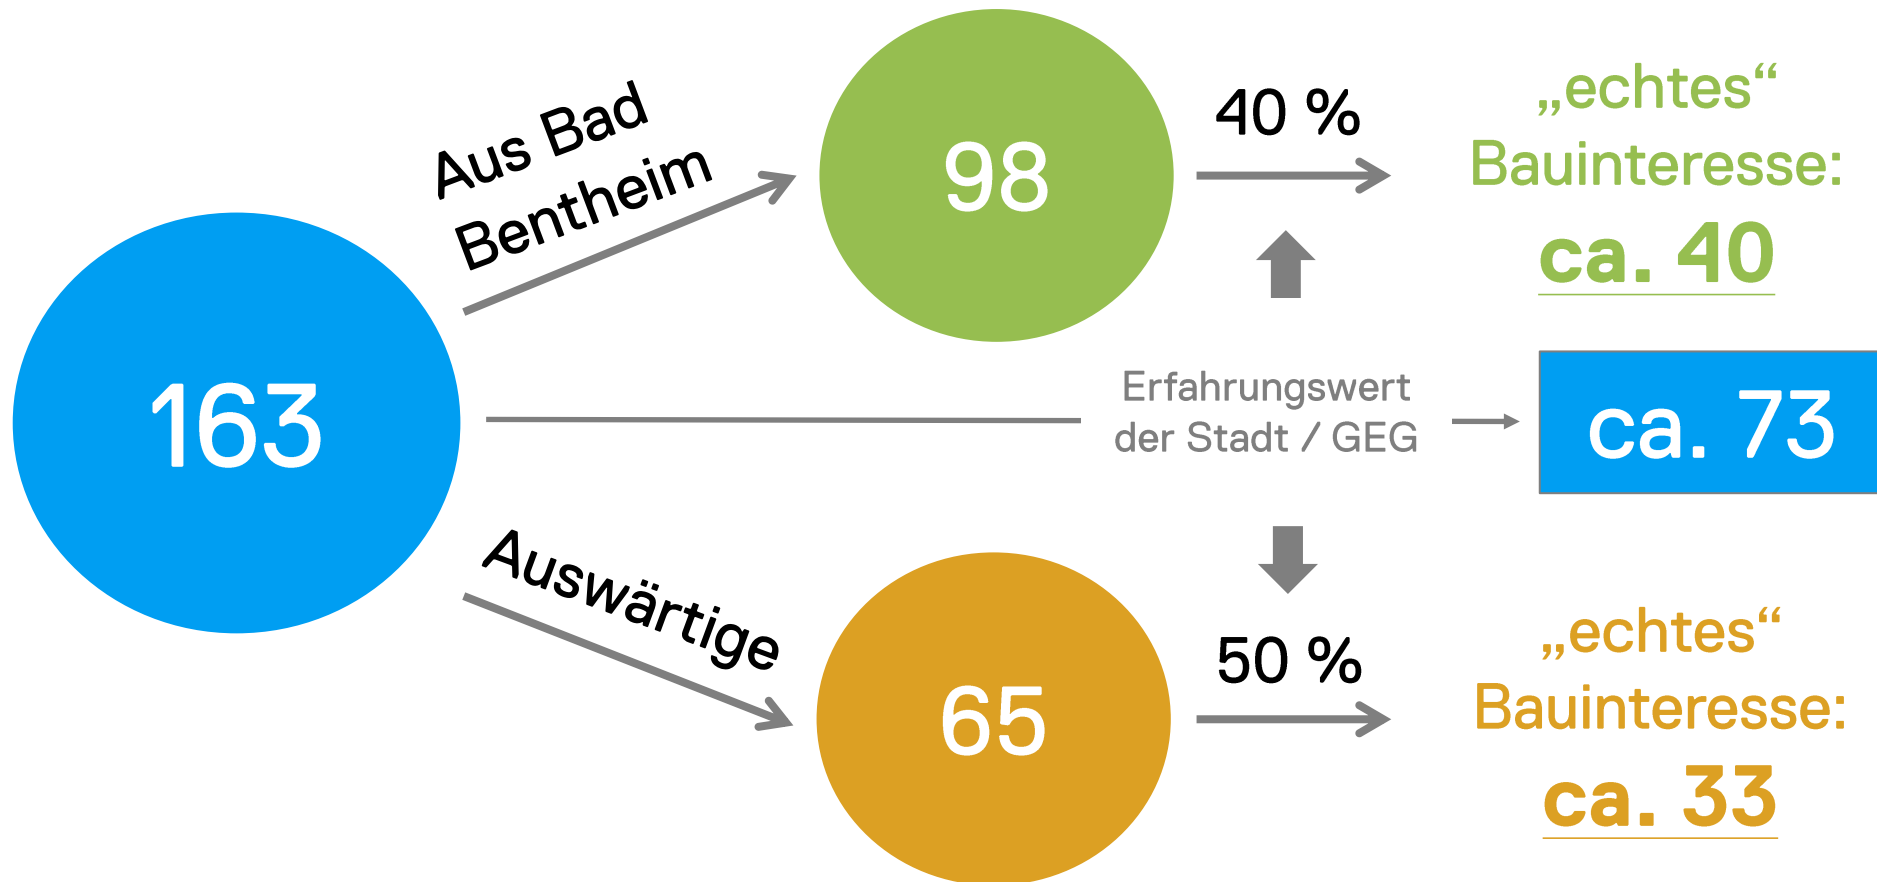 163
Aus Bad
Bentheim
98
40 %
„echtes“
Bauinteresse:
ca. 40
Erfahrungswert
der Stadt / GEG
ca. 73
Auswärtige
65
50 %
„echtes“
Bauinteresse:
ca. 33